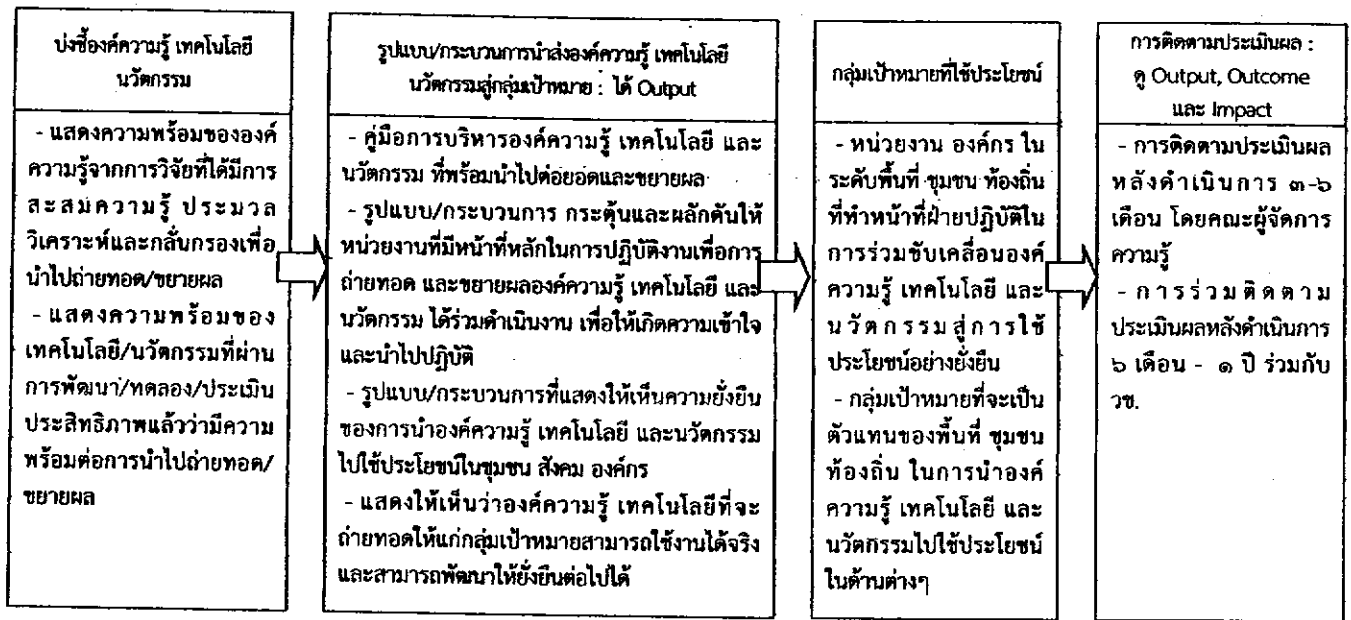 บ่งชี้องค์ความรู้ เทคโนโลยี
นวัตกรรม
- แสดงความพร้อมขององค์
ความรู้จากการวิจัยที่ได้มีการ
สะสมความรู้ ประมวล
วิเคราะห์และกลั่นกรองเพื่อ
นำไปถ่ายทอด/ขยายผล
- แสดงความพร้อมของ
เทคโนโลยี/นวัตกรรมที่ผ่าน
การพัฒนา/ทดลอง/ประเมิน
ประสิทธิภาพแล้วว่ามีความ
พร้อมต่อการนำไปถ่ายทอด/
ขยายผล
รูปแบบ/กระบวนการนำส่งองค์ความรู้ เทคโนโลยี
นวัตกรรมสู่กลุ่มเป้าหมาย : ได้ Output
- คู่มือการบริหารองค์ความรู้ เทคโนโลยี และ
นวัตกรรม ที่พร้อมนำไปต่อยอดและขยายผล
- รูปแบบ/กระบวนการ กระตุ้นและผลักดันให้
หน่วยงานที่มีหน้าที่หลักในการปฏิบัติงานเพื่อการ
ถ่ายทอด และขยายผลองค์ความรู้ เทคโนโลยี และ
นวัตกรรม ได้ร่วมดำเนินงาน เพื่อให้เกิดความเข้าใจ
และนำไปปฏิบัติ
- รูปแบบ/กระบวนการที่แสดงให้เห็นความยั่งยืน
ของการนำองค์ความรู้ เทคโนโลยี และนวัตกรรม
ไปใช้ประโยชน์ในชุมชน สังคม องค์กร
- แสดงให้เห็นว่าองค์ความรู้ เทคโนโลยีที่จะ
ถ่ายทอดให้แก่กลุ่มเป้าหมายสามารถใช้งานได้จริง
และสามารถพัฒนาให้ยั่งยืนต่อไปได้
กลุ่มเป้าหมายที่ใช้ประโยชน์
- หน่วยงาน องค์กร ใน
ระดับพื้นที่ ชุมชน ท้องถิ่น
ที่ทำหน้าที่ฝ่ายปฏิบัติใน
การร่วมขับเคลื่อนองค์
ความรู้ เทคโนโลยี และ
นวัตกรรมสู่การใช้
ประโยชน์อย่างยั่งยืน
- กลุ่มเป้าหมายที่จะเป็น
ตัวแทนของพื้นที่ ชุมชน
ท้องถิ่น ในการนำองค์
ความรู้ เทคโนโลยี และ
นวัตกรรมไปใช้ประโยชน์
ในด้านต่างๆ
การติดตามประเมินผล :
ดู Output, Outcome
และ Impact
- การติดตามประเมินผล
หลังดำเนินการ ๓-๖
เดือน โดยคณะผู้จัดการ
ความรู้
- การร่วมติดตาม
ประเมินผลหลังดำเนินการ
๖ เดือน - ๑ ปี ร่วมกับ
วช.